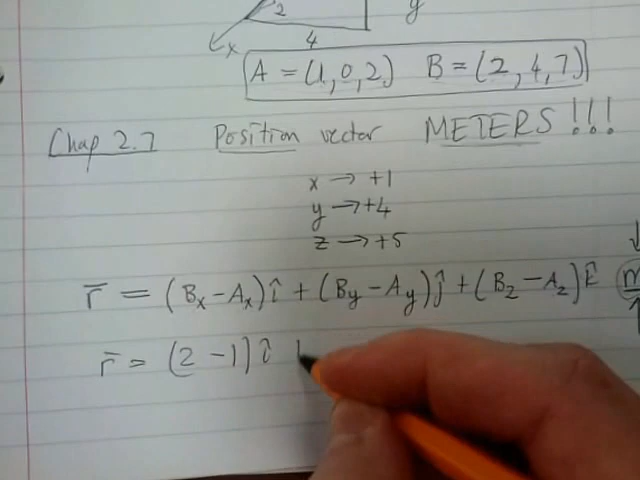 2
y
x
4
A = (1, 0, 2) B = (2, 4, 7)
Chap 2.7 Position vector METERS!!!
x → +1
y → +4
z → +5
r̄ = (Bx − Ax) î + (By − Ay) ĵ + (Bz − Az) k̂ m
r̄ = (2 − 1) î